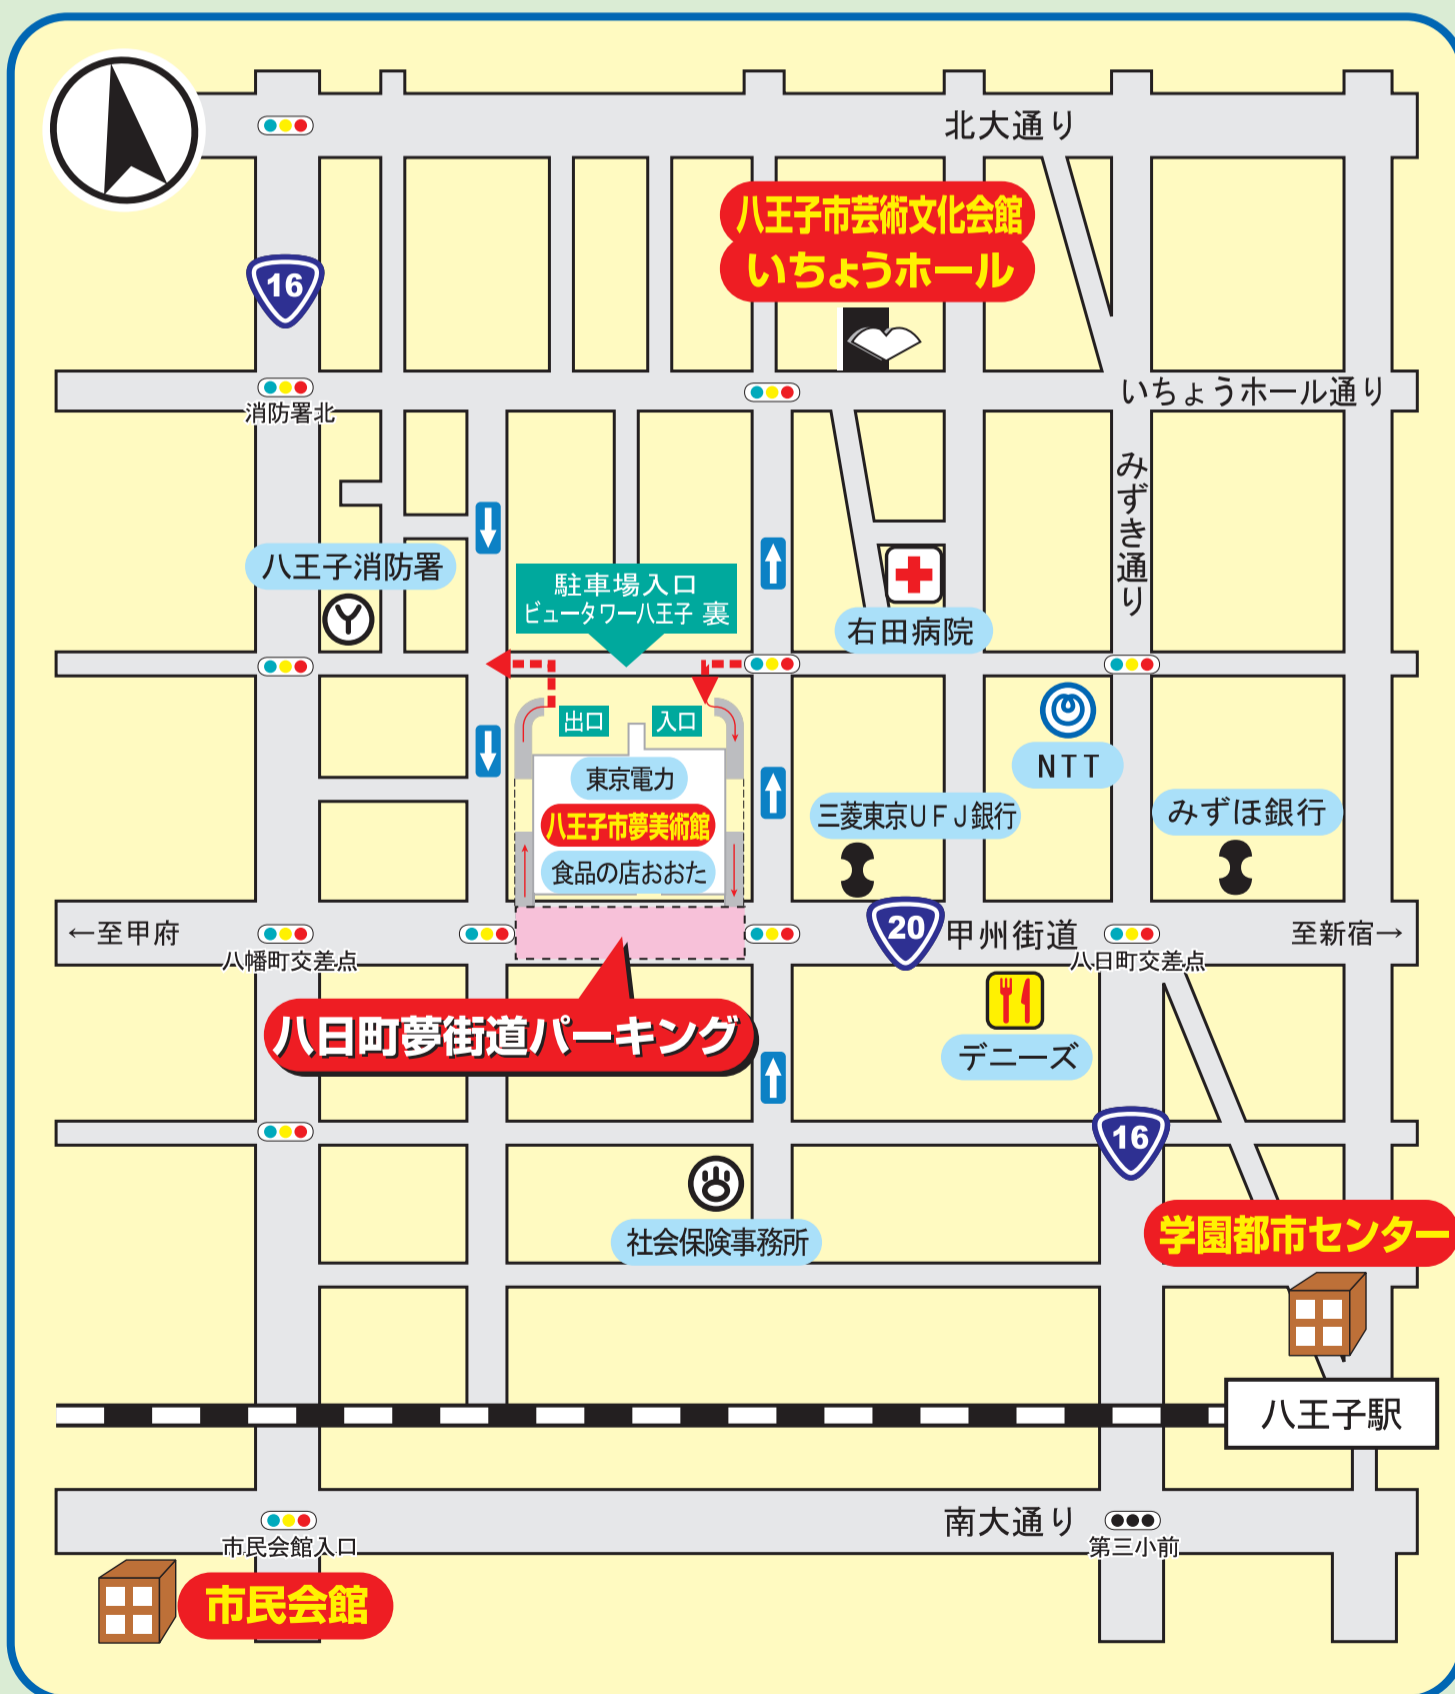 北大通り
八王子市芸術文化会館
いちょうホール
16
いちょうホール通り
消防署北
みずき通り
八王子消防署
駐車場入口
ビュータワー八王子 裏
右田病院
出口
入口
NTT
東京電力
八王子市夢美術館
食品の店おおた
三菱東京UFJ銀行
みずほ銀行
←至甲府
20
甲州街道
至新宿→
八幡町交差点
八日町交差点
八日町夢街道パーキング
デニーズ
16
社会保険事務所
学園都市センター
八王子駅
南大通り
市民会館入口
第三小前
市民会館